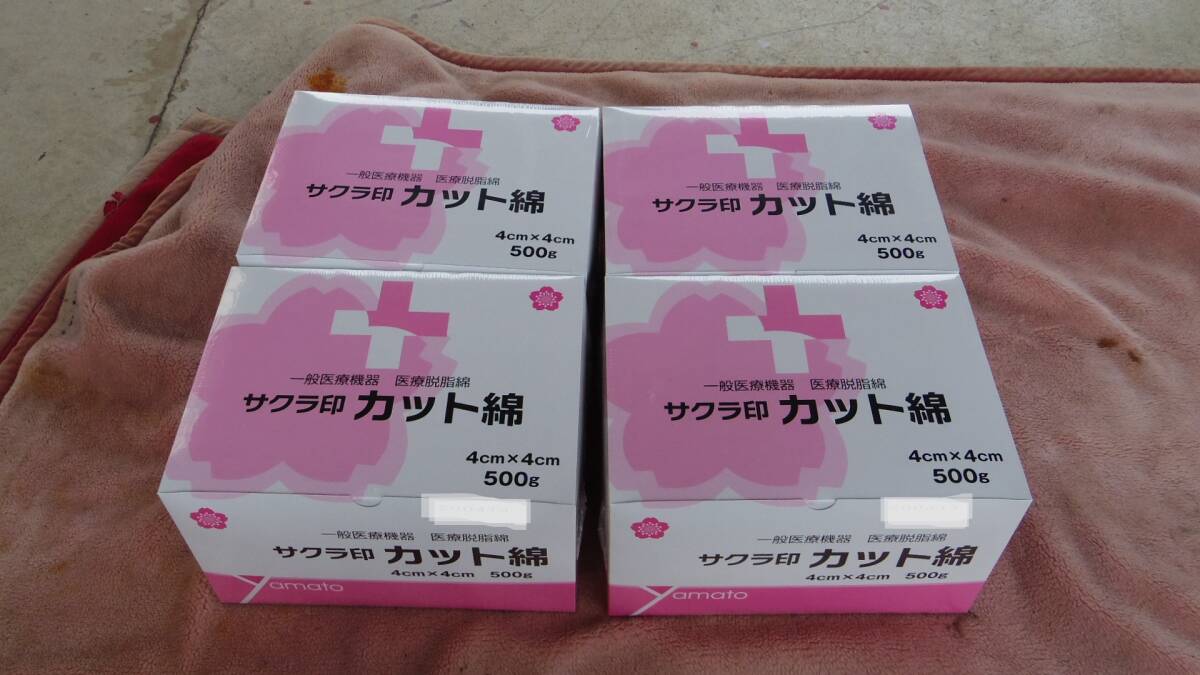 一般医療機器 医療脱脂綿
サクラ印 カット綿
4cm×4cm
500g
一般医療機器 医療脱脂綿
サクラ印 カット綿
4cm×4cm
500g
一般医療機器 医療脱脂綿
サクラ印 カット綿
4cm×4cm
500g
一般医療機器 医療脱脂綿
サクラ印 カット綿
4cm×4cm
500g
一般医療機器 医療脱脂綿
サクラ印 カット綿
4cm×4cm 500g
Yamato
一般医療機器 医療脱脂綿
サクラ印 カット綿
4cm×4cm 500g
Yamato